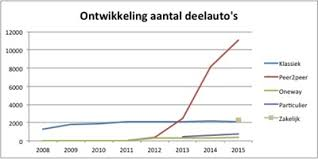 Ontwikkeling aantal deelauto's
12000
10000
8000
6000
4000
2000
0
2008 2009 2010 2011 2012 2013 2014 2015
Klassiek
Peer2peer
Oneway
Particulier
Zakelijk